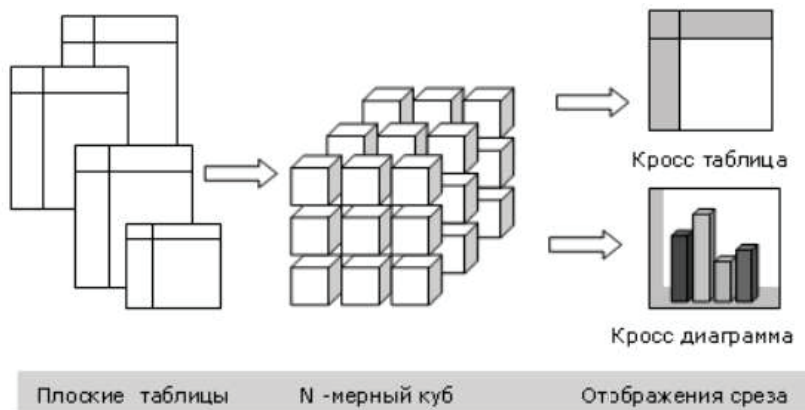 Кросс таблица
Кросс диаграмма
Плоские таблицы N -мерный куб Отображения среза